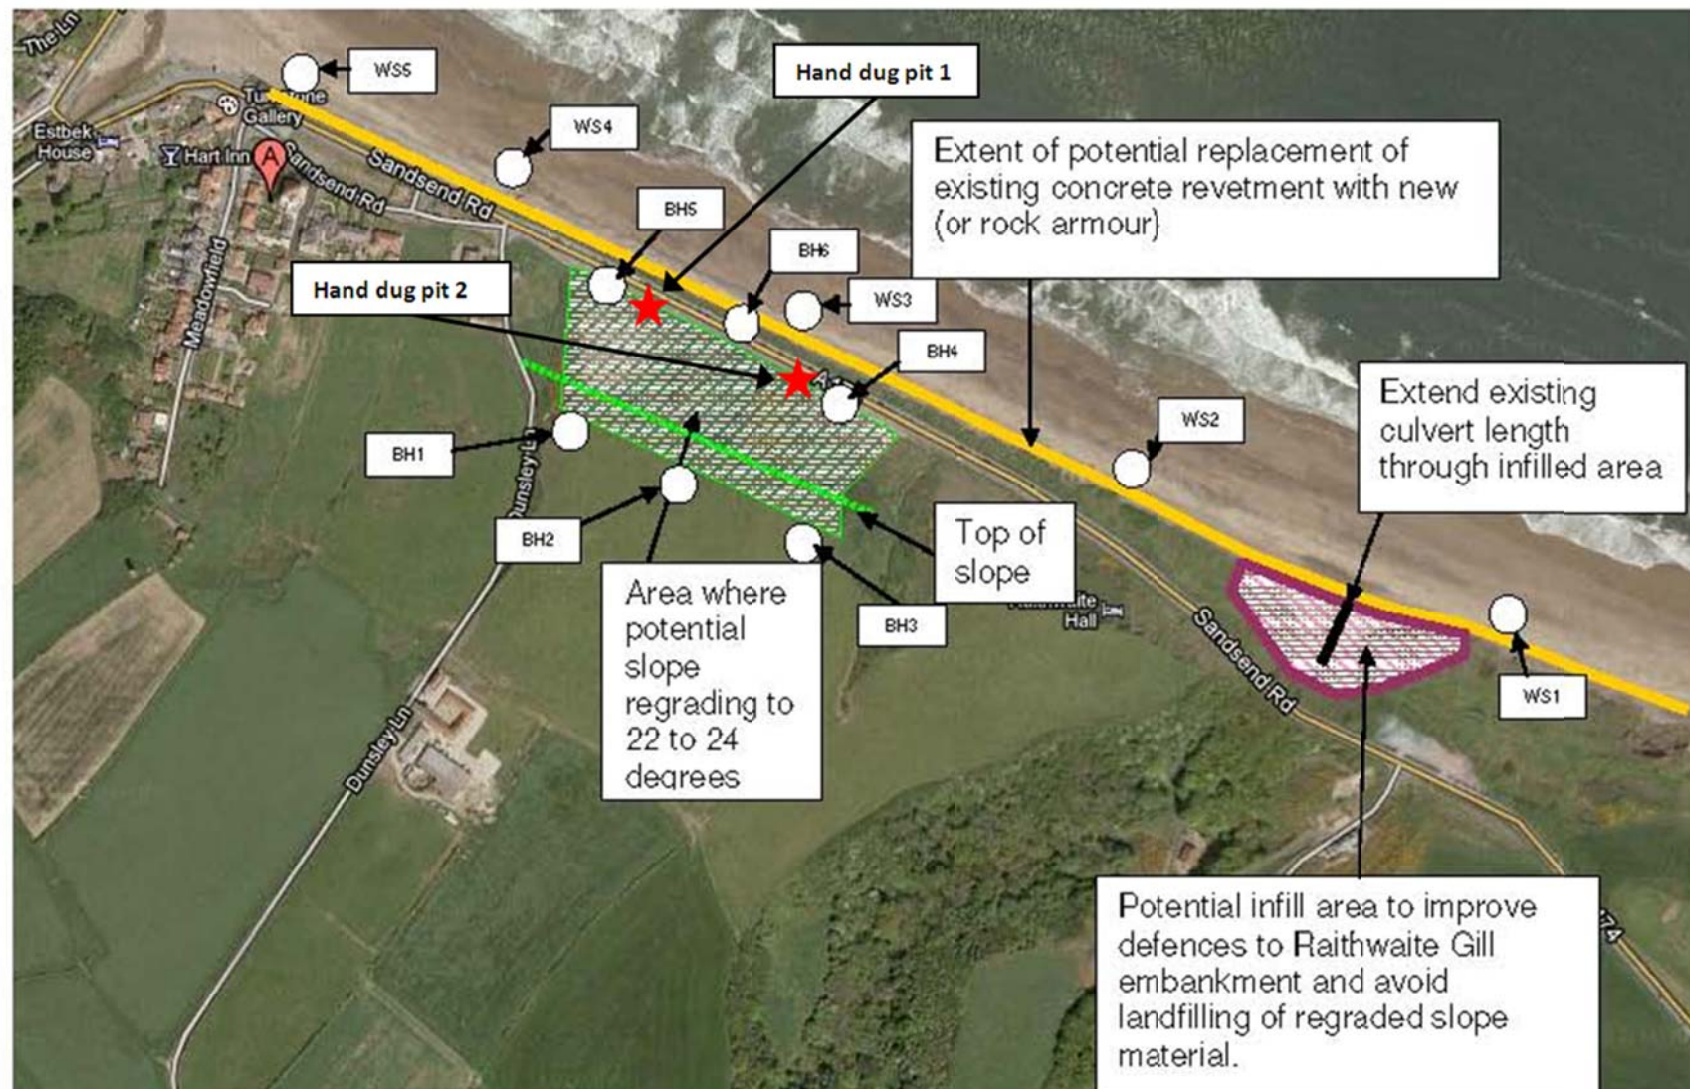 The Ln
WS5
Hand dug pit 1
Gallery
Estbek
House
Hart Inn
A
Sandsend Rd
Sandsend Rd
WS4
Extent of potential replacement of
existing concrete revetment with new
(or rock armour)
BH5
BH6
Meadowfield
Hand dug pit 2
WS3
BH4
Extend existing
culvert length
through infilled area
WS2
BH1
Dunsley Ln
BH2
Top of
slope
Hall
Area where
potential
slope
regrading to
22 to 24
degrees
BH3
Sandsend Rd
WS1
Dunsley Ln
Potential infill area to improve
defences to Raithwaite Gill
embankment and avoid
landfilling of regraded slope
material.